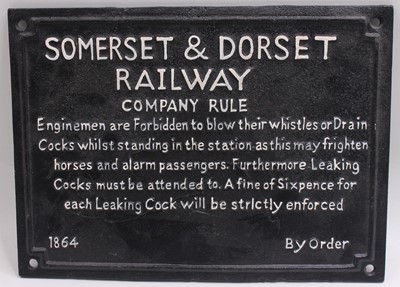 SOMERSET & DORSET
RAILWAY
COMPANY RULE
Enginemen are Forbidden to blow their whistles or Drain
Cocks whilst standing in the station as this may frighten
horses and alarm passengers. Furthermore Leaking
Cocks must be attended to. A fine of Sixpence for
each Leaking Cock will be strictly enforced
1864 By Order